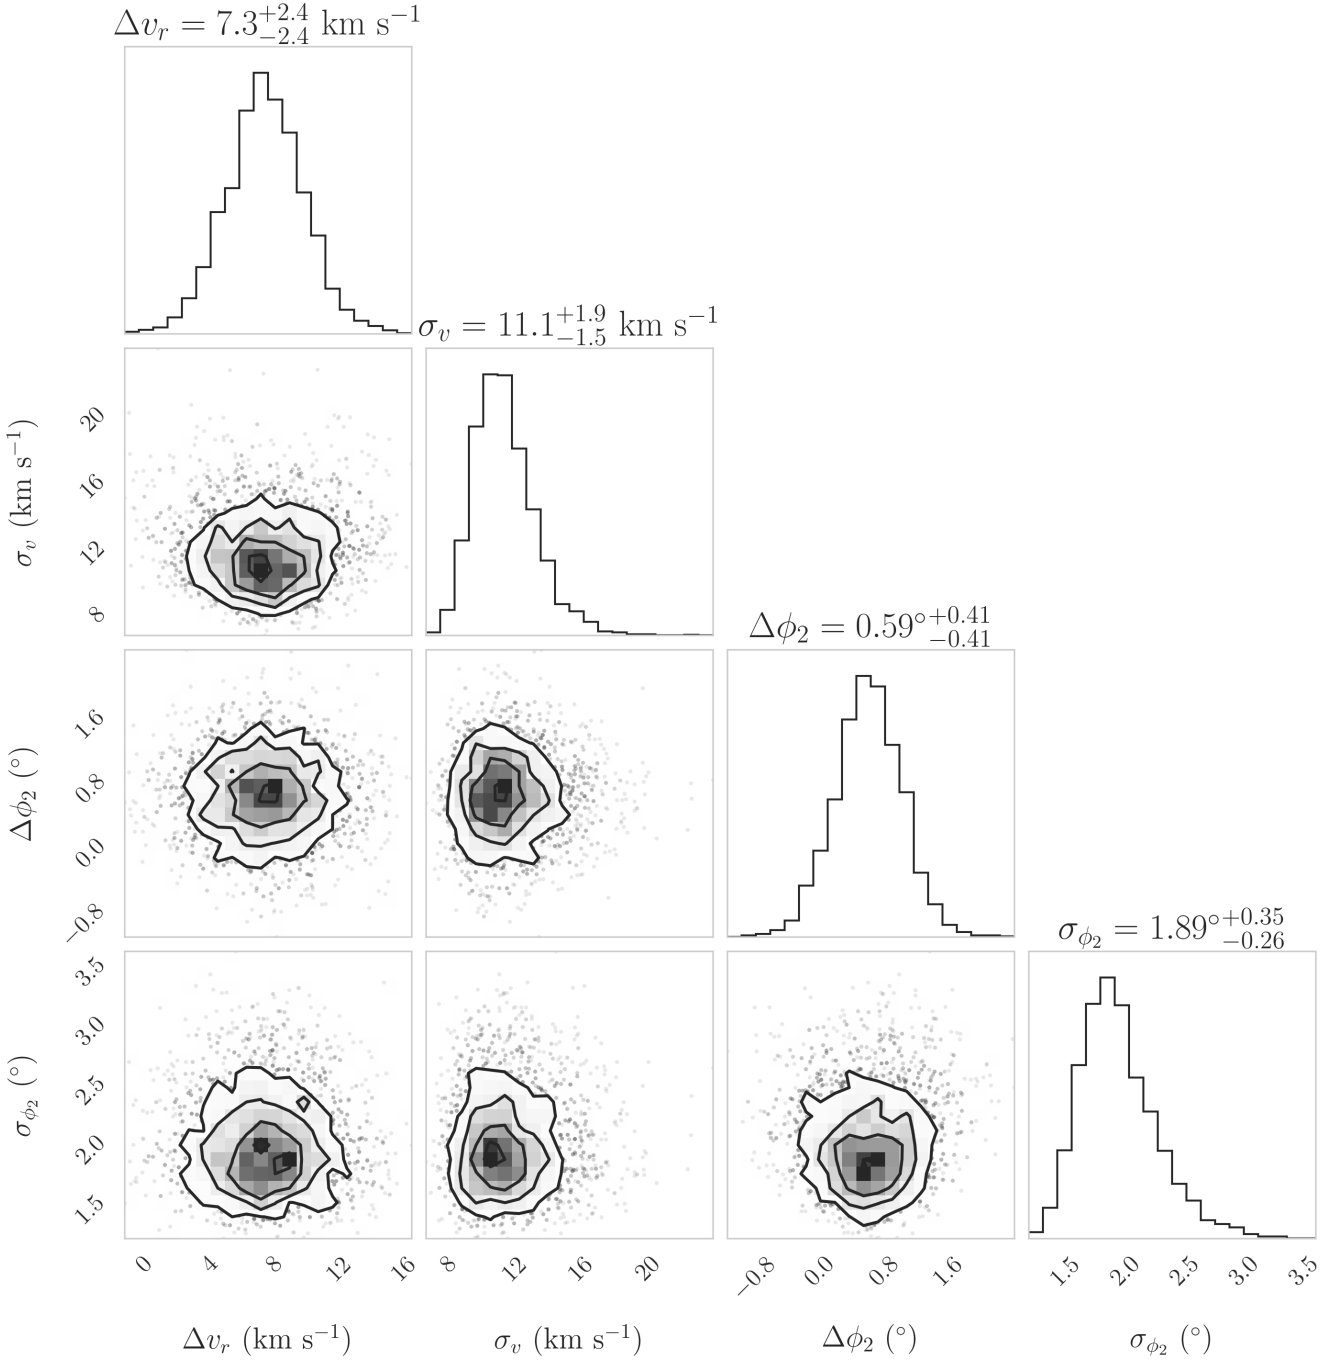 Δv_r = 7.3^{+2.4}_{−2.4} km s^{−1}
σ_v = 11.1^{+1.9}_{−1.5} km s^{−1}
σ_v (km s^{−1})
20
16
12
8
Δϕ_2 = 0.59°^{+0.41}_{−0.41}
Δϕ_2 (°)
1.6
0.8
0.0
−0.8
σ_{ϕ_2} = 1.89°^{+0.35}_{−0.26}
σ_{ϕ_2} (°)
3.5
3.0
2.5
2.0
1.5
0 4 8 12 16 8 12 16 20 −0.8 0.0 0.8 1.6 1.5 2.0 2.5 3.0 3.5
Δv_r (km s^{−1}) σ_v (km s^{−1}) Δϕ_2 (°) σ_{ϕ_2} (°)